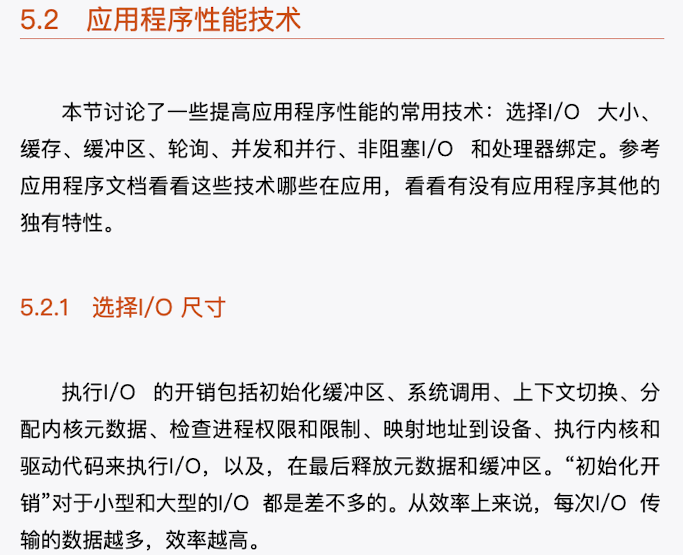 5.2 应用程序性能技术
本节讨论了一些提高应用程序性能的常用技术：选择I/O 大小、
缓存、缓冲区、轮询、并发和并行、非阻塞I/O 和处理器绑定。参考
应用程序文档看看这些技术哪些在应用，看看有没有应用程序其他的
独有特性。
5.2.1 选择I/O 尺寸
执行I/O 的开销包括初始化缓冲区、系统调用、上下文切换、分
配内核元数据、检查进程权限和限制、映射地址到设备、执行内核和
驱动代码来执行I/O，以及，在最后释放元数据和缓冲区。“初始化开
销”对于小型和大型的I/O 都是差不多的。从效率上来说，每次I/O 传
输的数据越多，效率越高。